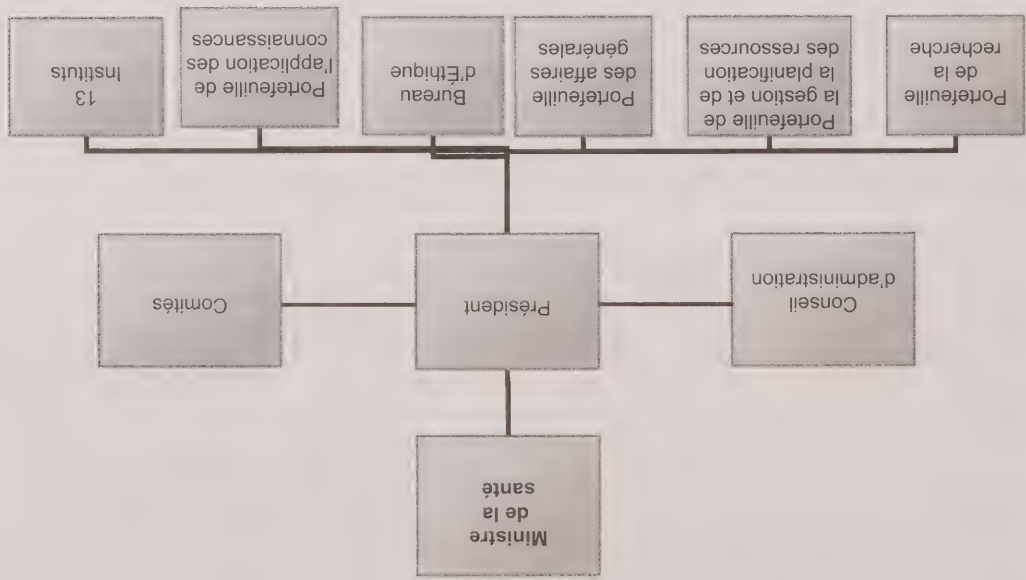 Ministre
de la
santé
Conseil
d'administration
Président
Comités
Portefeuille
de la
recherche
Portefeuille de
la gestion et de
la planification
des ressources
Portefeuille
des affaires
générales
Bureau
d'Éthique
Portefeuille de
l'application des
connaissances
13
Instituts